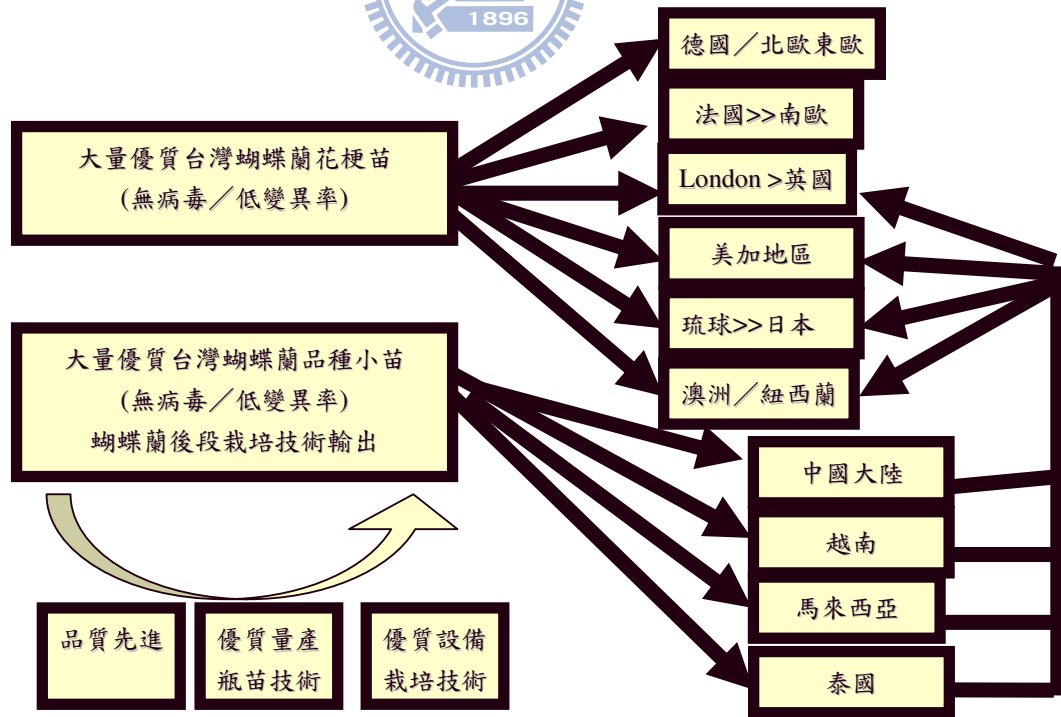 1896
德國／北歐東歐
法國>>南歐
London >英國
美加地區
琉球>>日本
澳洲／紐西蘭
大量優質台灣蝴蝶蘭花梗苗
(無病毒／低變異率)
大量優質台灣蝴蝶蘭品種小苗
(無病毒／低變異率)
蝴蝶蘭後段栽培技術輸出
中國大陸
越南
馬來西亞
泰國
品質先進
優質量產
瓶苗技術
優質設備
栽培技術